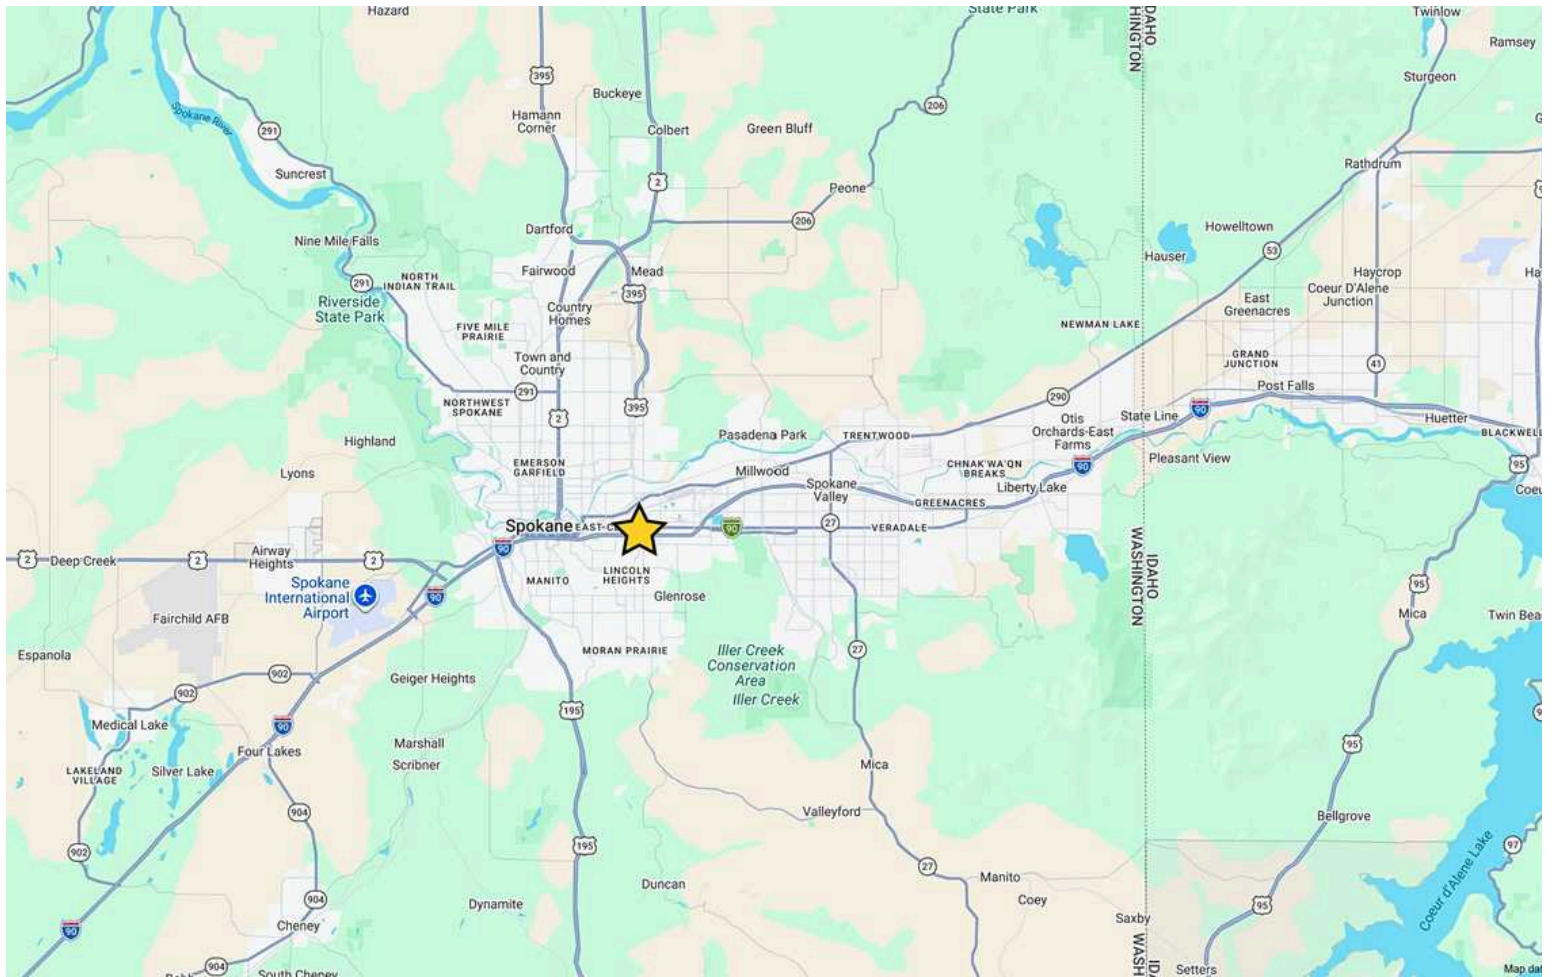 Hazard
State Park
IDAHO
WASHINGTON
Twinlow
Ramsey
395
Sturgeon
Buckeye
206
Spokane River
291
Hamann
Corner
Colbert
Green Bluff
Rathdrum
Suncrest
2
Peone
206
Howelltown
Dartford
Nine Mile Falls
53
Hauser
Fairwood
Mead
Haycrop
NORTH
INDIAN TRAIL
291
395
Coeur D'Alene
Junction
Riverside
State Park
Country
Homes
East
Greenacres
FIVE MILE
PRAIRIE
NEWMAN LAKE
Town and
Country
GRAND
JUNCTION
41
291
Post Falls
290
NORTHWEST
SPOKANE
395
90
2
State Line
Otis
Orchards-East
Farms
Huetter
Highland
Pasadena Park
TRENTWOOD
BLACKWELL
Pleasant View
EMERSON
GARFIELD
CHNAK'WA'QN
BREAKS
90
95
Lyons
Millwood
Spokane
Valley
Liberty Lake
Coeu
GREENACRES
Spokane
EAST-C
90
27
VERADALE
90
IDAHO
WASHINGTON
2
Deep Creek
2
Airway
Heights
2
LINCOLN
HEIGHTS
MANITO
Spokane
International
Airport
90
Glenrose
95
Fairchild AFB
Mica
Twin Bea
Espanola
MORAN PRAIRIE
27
Iller Creek
Conservation
Area
Iller Creek
902
902
Geiger Heights
195
Medical Lake
90
Marshall
95
Four Lakes
Scribner
Mica
LAKELAND
VILLAGE
Silver Lake
904
Valleyford
Bellgrove
902
195
97
27
Coeur d'Alene Lake
Duncan
Manito
904
Dynamite
Coey
95
Saxby
Cheney
90
904
South Cheney
IDA
WASH
Setters
Map dat